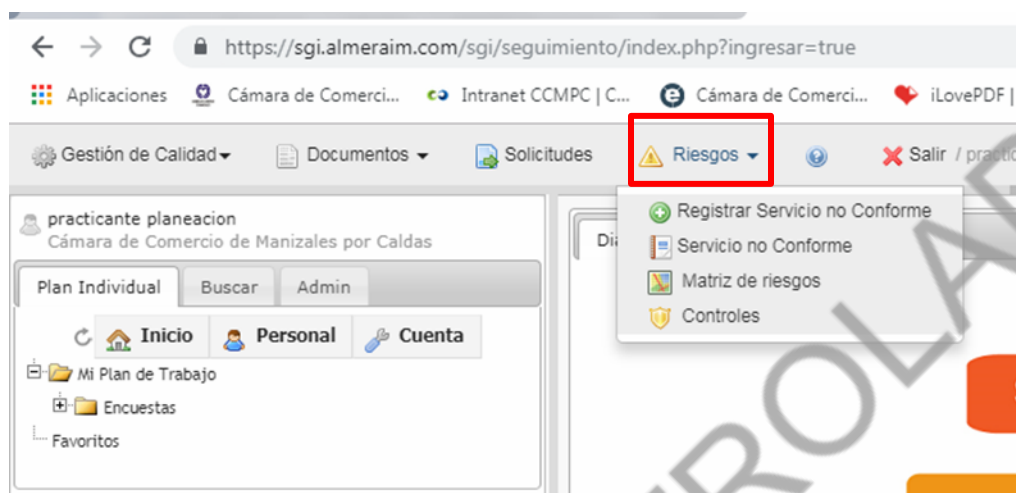 https://sgi.almeraim.com/sgi/seguimiento/index.php?ingresar=true
Aplicaciones Cámara de Comerci... Intranet CCMPC | C... Cámara de Comerci... iLovePDF |
Gestión de Calidad Documentos Solicitudes Riesgos Salir /
Registrar Servicio no Conforme
Servicio no Conforme
Matriz de riesgos
Controles
practicante planeacion
Cámara de Comercio de Manizales por Caldas
Plan Individual Buscar Admin
Inicio Personal Cuenta
Mi Plan de Trabajo
Encuestas
Favoritos